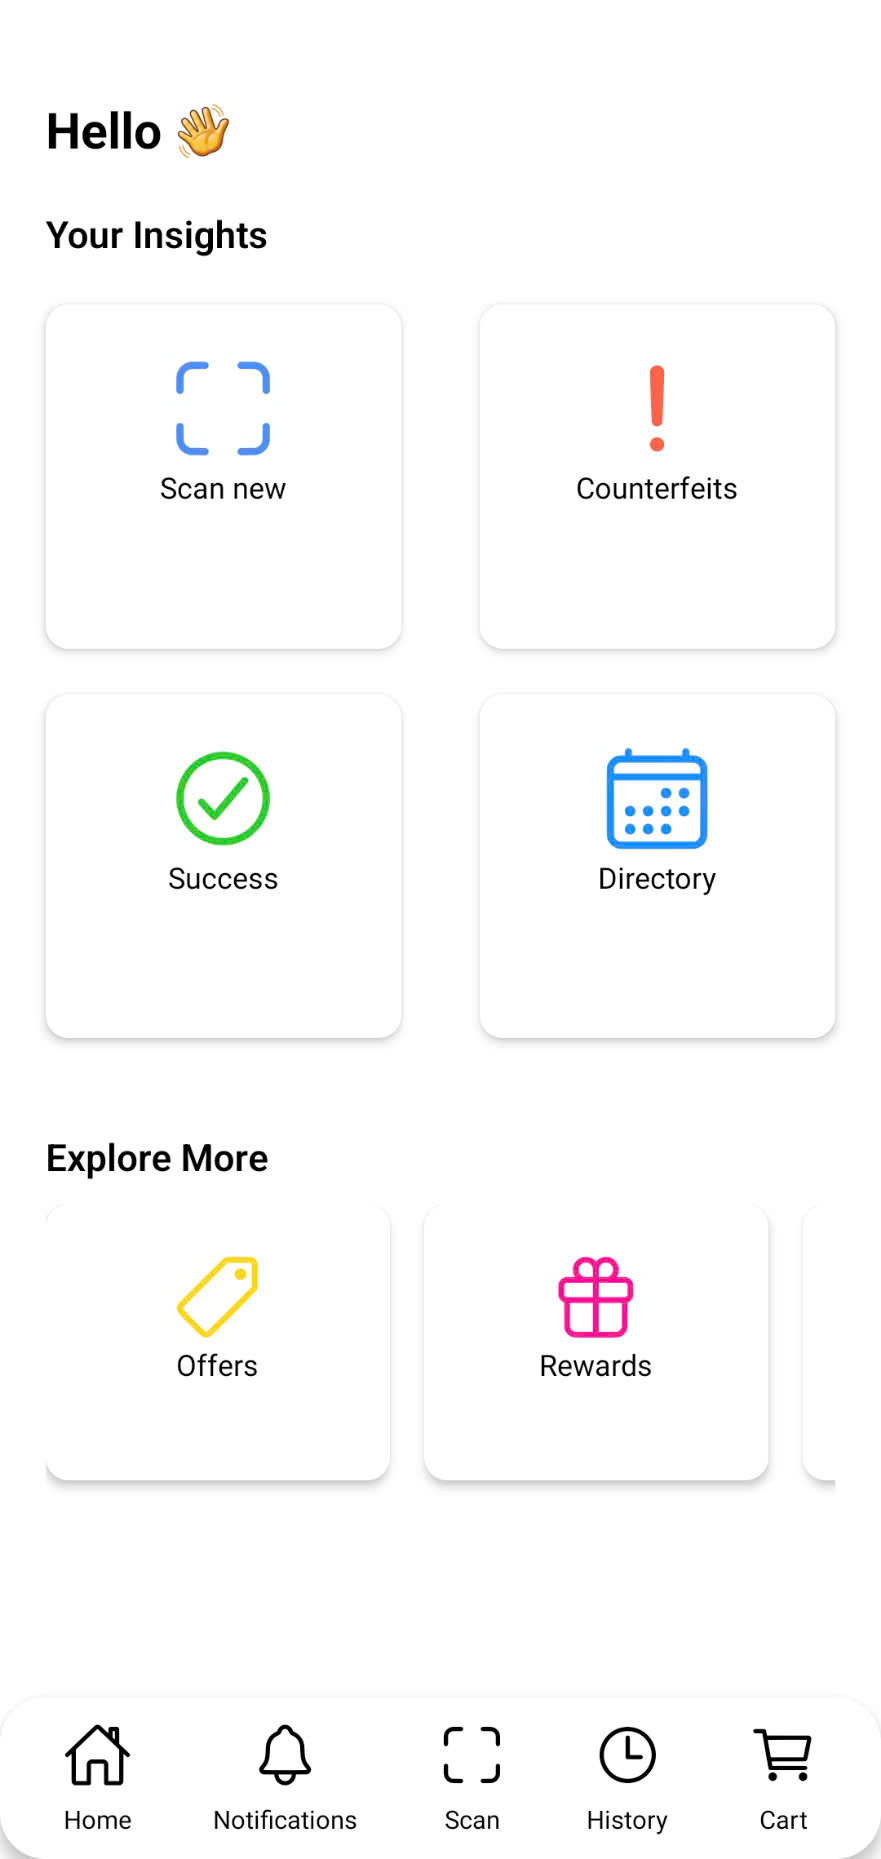 Hello 👋
Your Insights
Scan new
Counterfeits
Success
Directory
Explore More
Offers
Rewards
Home
Notifications
Scan
History
Cart